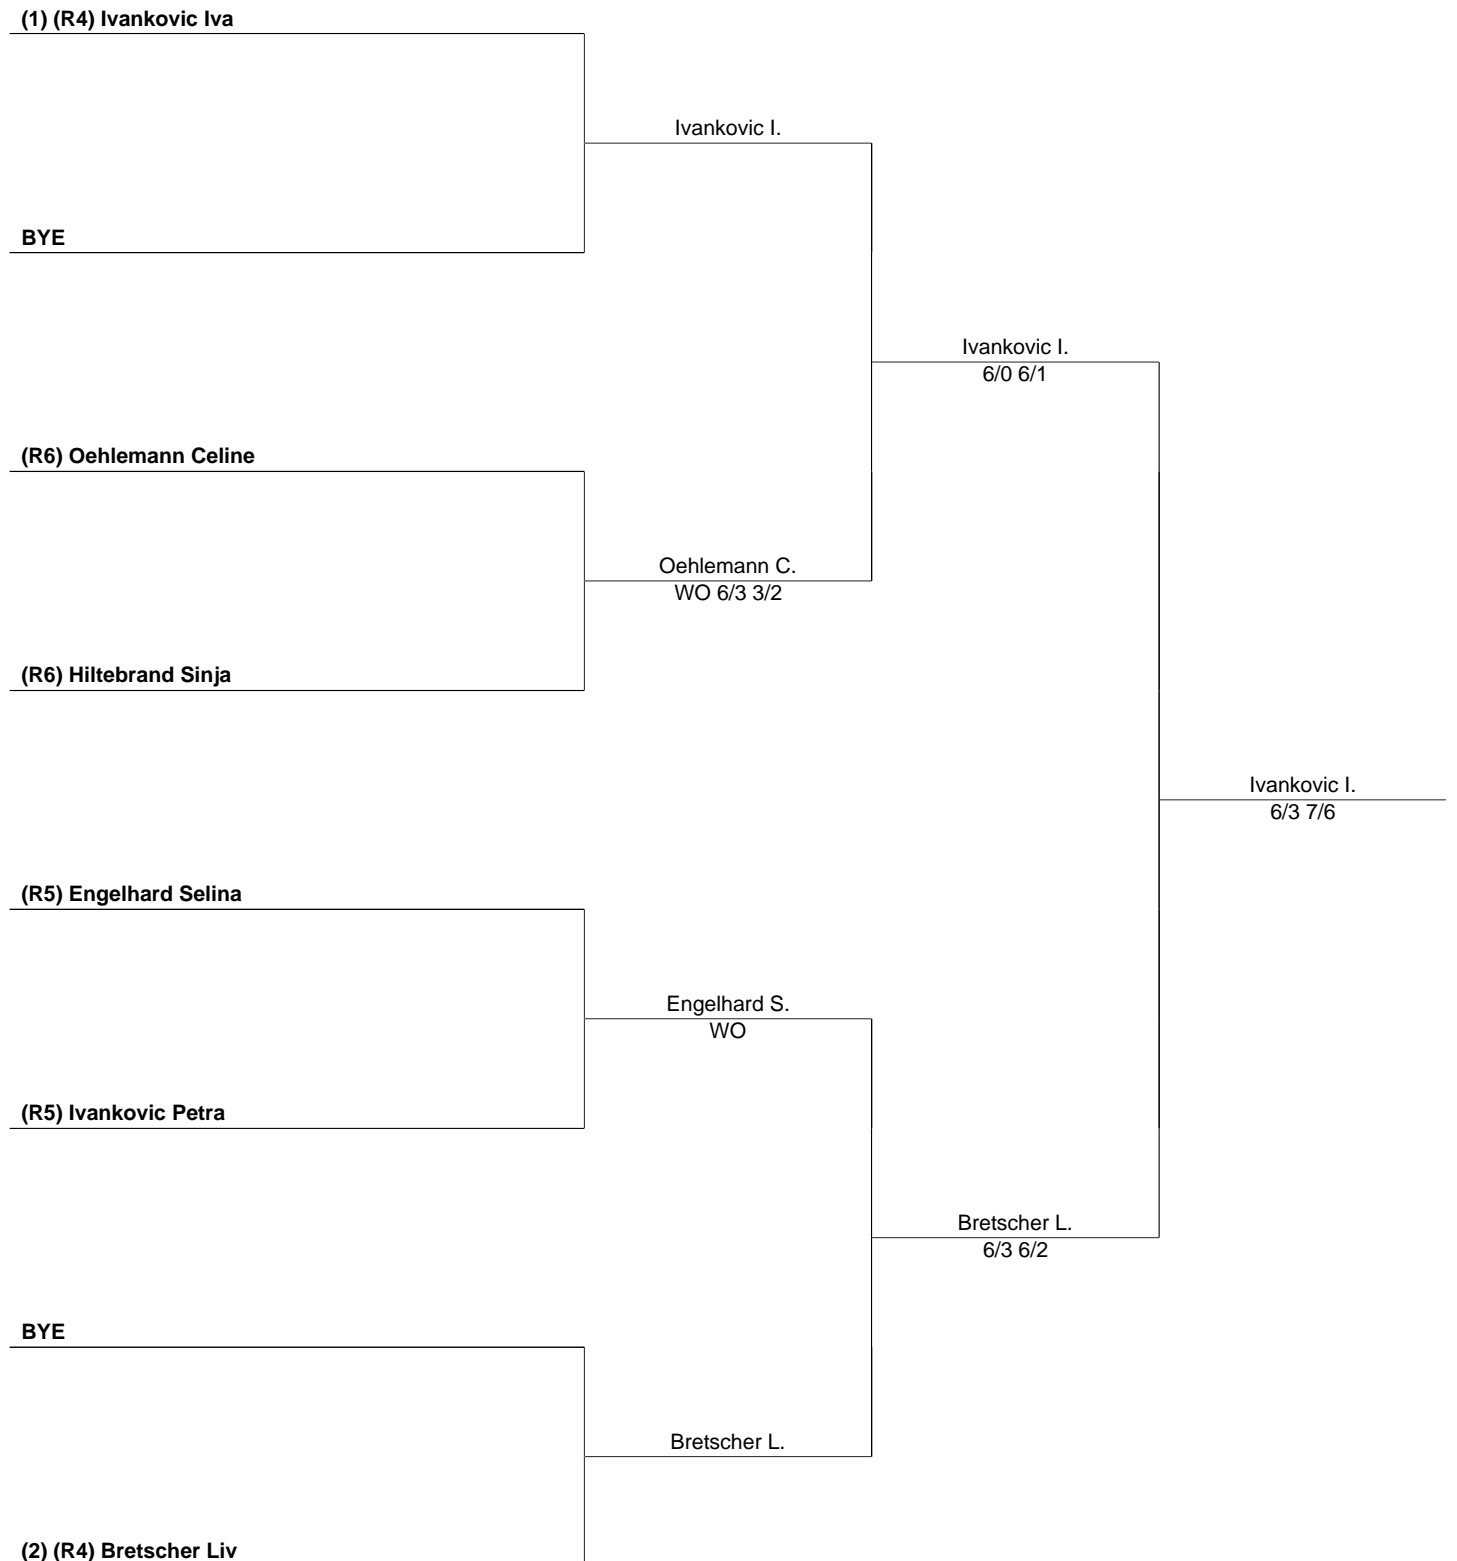 (1) (R4) Ivankovic Iva
Ivankovic I.
BYE
Ivankovic I.
6/0 6/1
(R6) Oehlemann Celine
Oehlemann C.
WO 6/3 3/2
(R6) Hiltebrand Sinja
Ivankovic I.
6/3 7/6
(R5) Engelhard Selina
Engelhard S.
WO
(R5) Ivankovic Petra
Bretscher L.
6/3 6/2
BYE
Bretscher L.
(2) (R4) Bretscher Liv